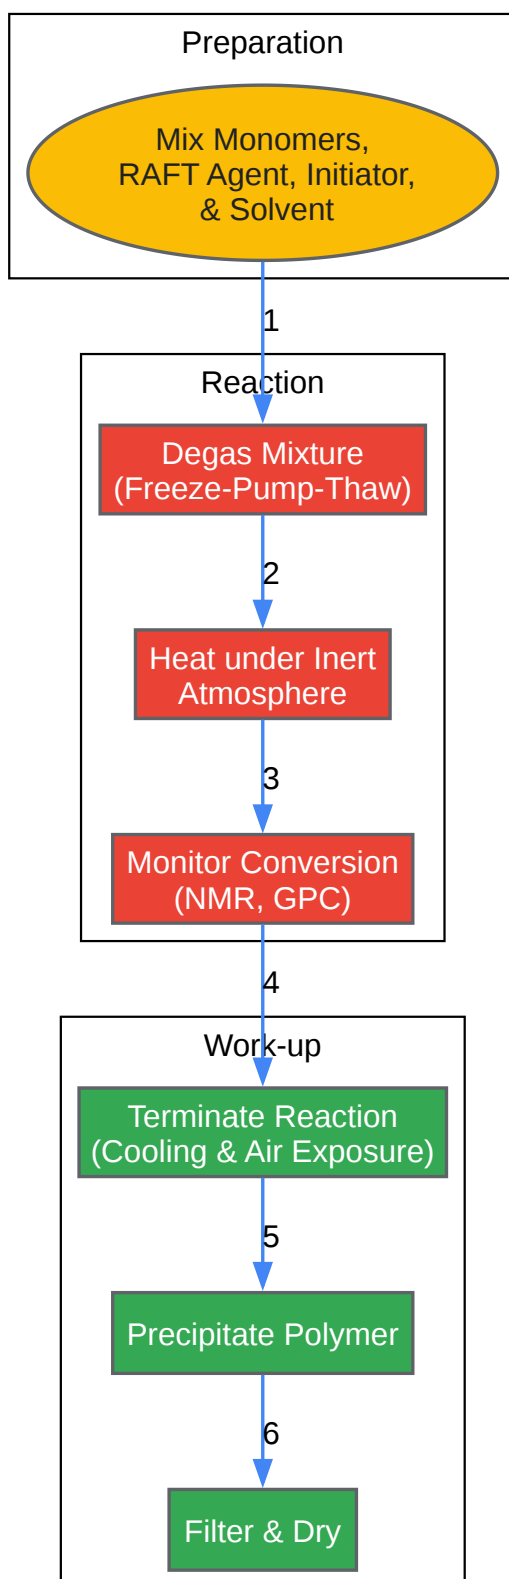 Preparation
Mix Monomers,
RAFT Agent, Initiator,
& Solvent
1
Reaction
Degas Mixture
(Freeze-Pump-Thaw)
2
Heat under Inert
Atmosphere
3
Monitor Conversion
(NMR, GPC)
4
Work-up
Terminate Reaction
(Cooling & Air Exposure)
5
Precipitate Polymer
6
Filter & Dry